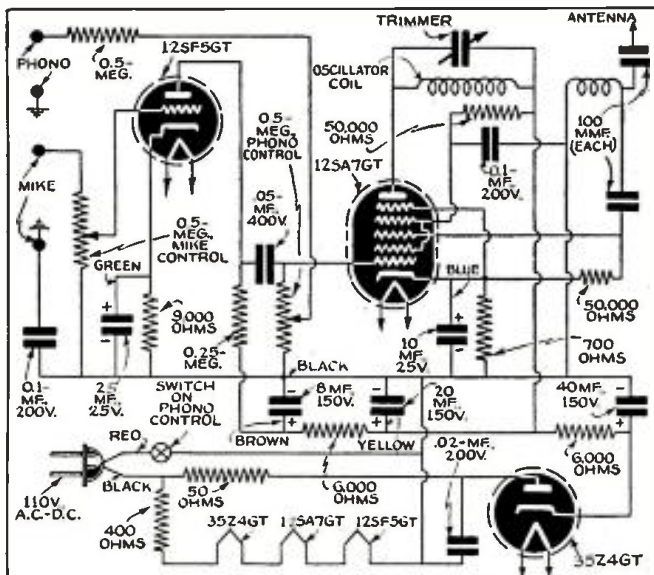 PHONO
0.5-
MEG.
12SF5GT
TRIMMER
ANTENNA
OSCILLATOR
COIL
0.5-
MEG.,
PHONO
CONTROL
50,000
OHMS
12SA7GT
0.1-
MF.
200V.
100
MMF.
(EACH)
MIKE
.05-
MF.
400V.
0.5-
MEG.,
MIKE
CONTROL
GREEN
BLUE
50,000
OHMS
+
-
9,000
OHMS
0.25-
MEG.
+
-
10
MF.
25V.
700
OHMS
0.1-
MF.
200V.
25
MF.
25V.
SWITCH
ON
PHONO
CONTROL
BLACK
-
8 MF.
150V.
+
-
20
MF.
150V.
+
40 MF.
150V.
-
+
BROWN
YELLOW
.02-MF.
200V.
RED
BLACK
50
OHMS
6,000
OHMS
6,000
OHMS
110V.
A.C.-D.C.
400
OHMS
35Z4GT
12SA7GT
12SF5GT
35Z4GT